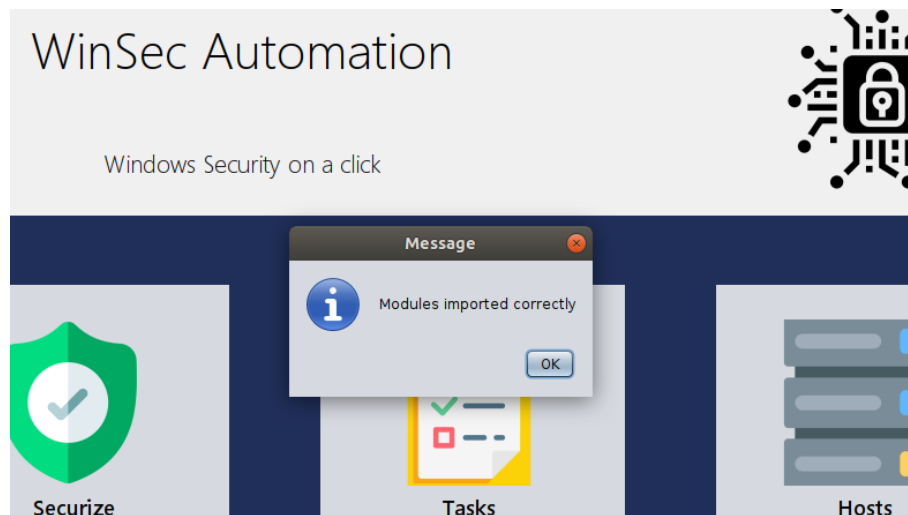 WinSec Automation
Windows Security on a click
Message
Modules imported correctly
OK
Securize
Tasks
Hosts